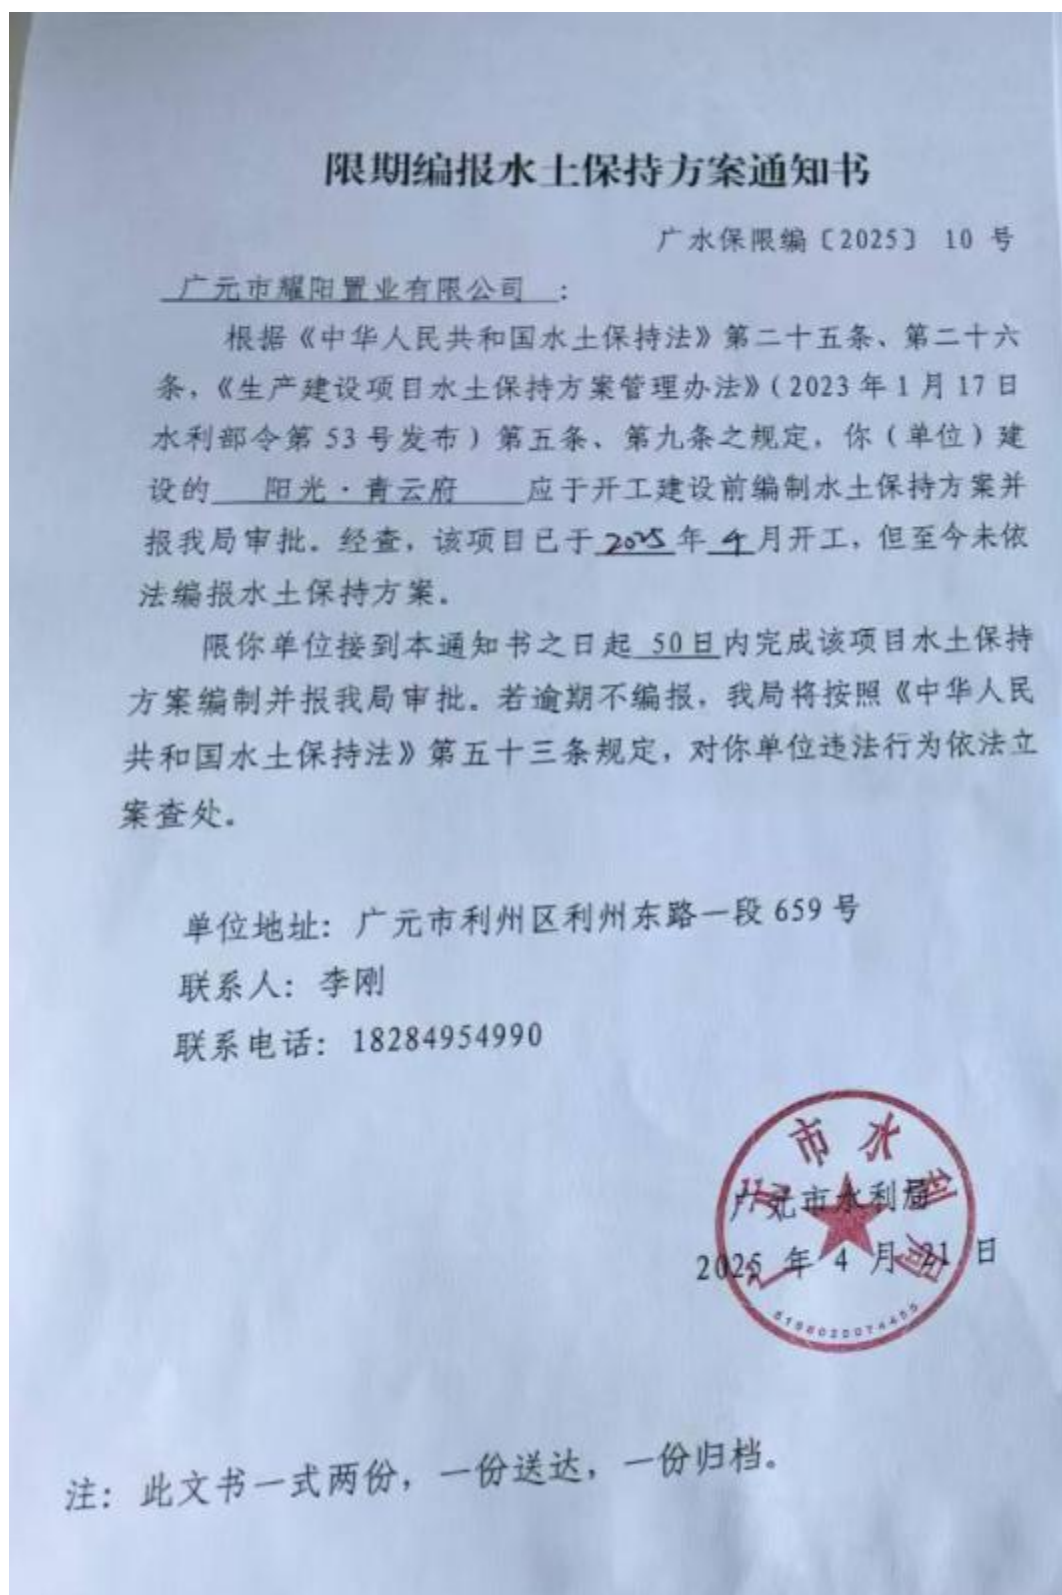 限期编报水土保持方案通知书
广水保限编〔2025〕 10 号
广元市耀阳置业有限公司 :
根据《中华人民共和国水土保持法》第二十五条、第二十六
条，《生产建设项目水土保持方案管理办法》（2023 年 1 月 17 日
水利部令第 53 号发布）第五条、第九条之规定，你（单位）建
设的 阳光·青云府 应于开工建设前编制水土保持方案并
报我局审批。经查，该项目已于 2025 年 4 月开工，但至今未依
法编报水土保持方案。
限你单位接到本通知书之日起 50日内完成该项目水土保持
方案编制并报我局审批。若逾期不编报，我局将按照《中华人民
共和国水土保持法》第五十三条规定，对你单位违法行为依法立
案查处。
单位地址：广元市利州区利州东路一段 659 号
联系人：李刚
联系电话：18284954990
广元市水利局
广元市水利局
2025 年 4 月 21 日
注：此文书一式两份，一份送达，一份归档。